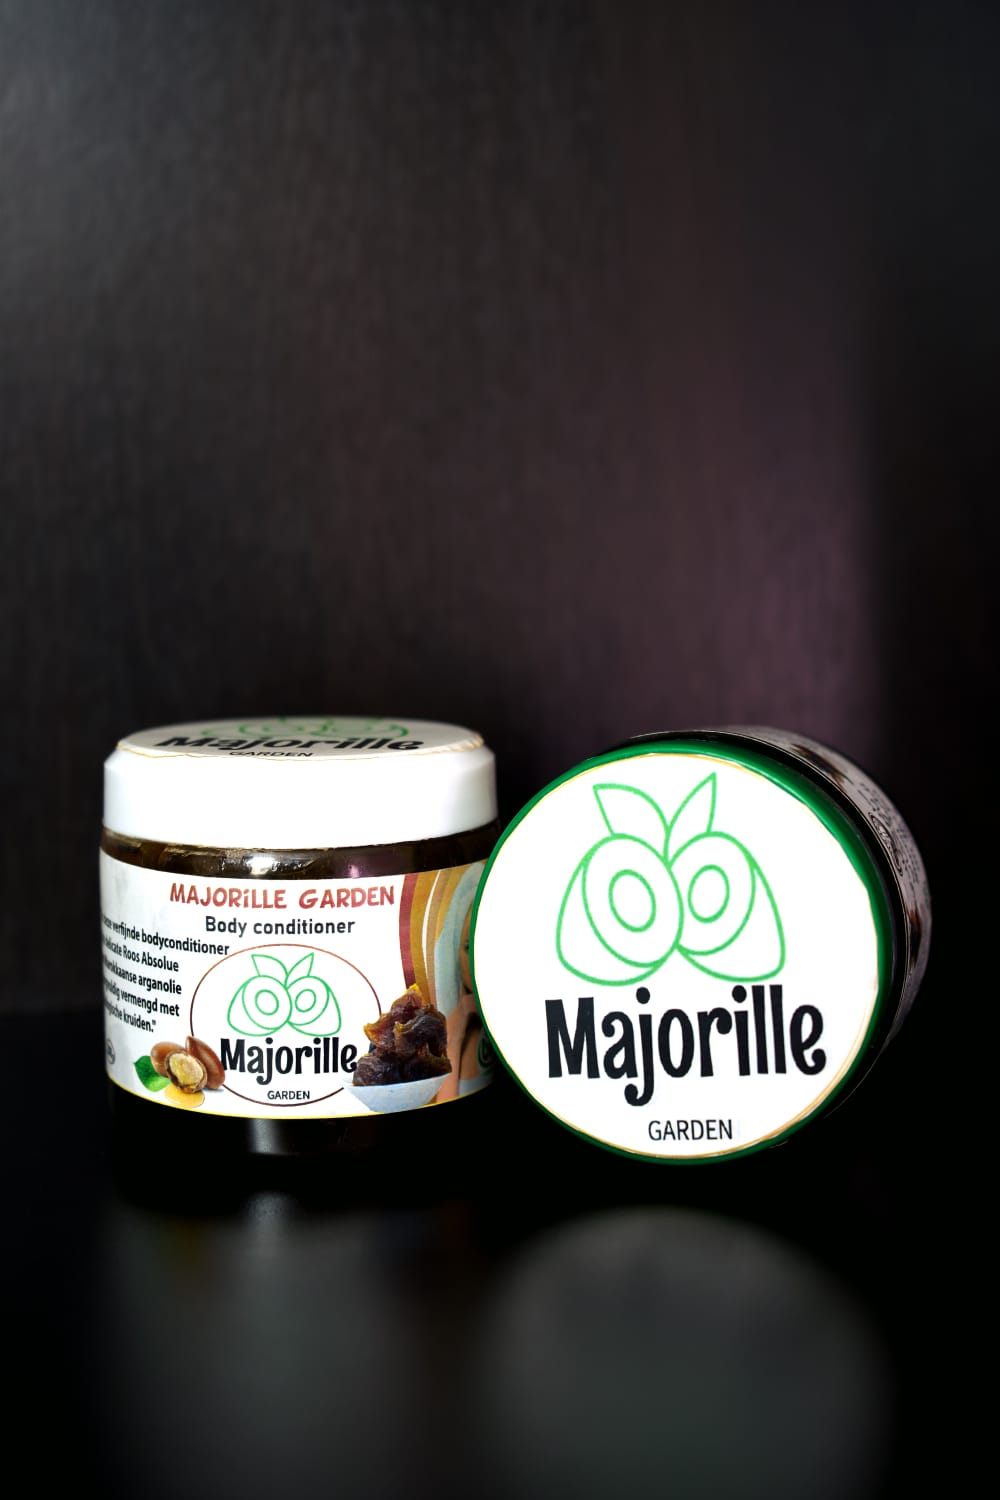 Majorille
GARDEN
MAJORiLLE GARDEN
Body conditioner
verfijnde bodyconditioner
Roos Absolue
arganolie
vermengd met
kruiden."
Majorille
GARDEN
Majorille
GARDEN